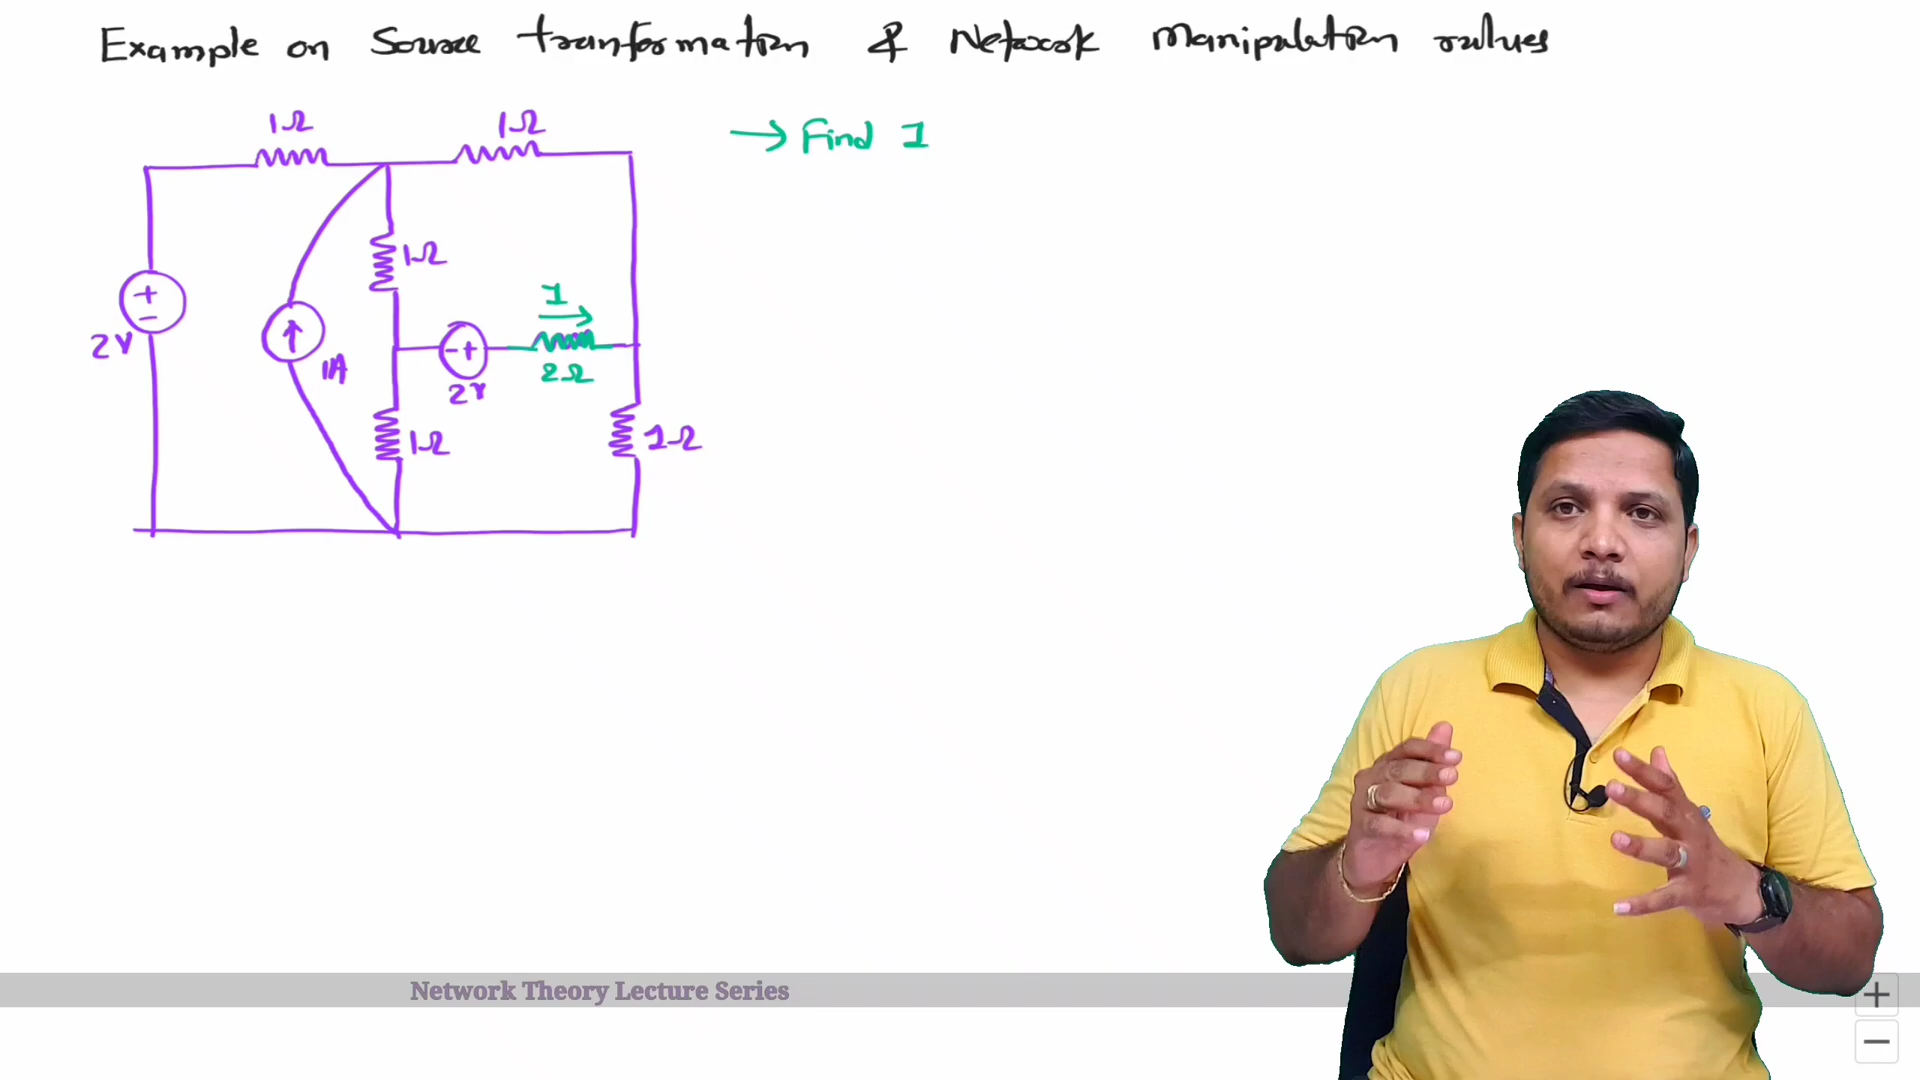 Example on Source transformation & Network Manipulation rules
1Ω 1Ω
→ Find I
1Ω
I
+
−
2V
1A
- +
2Ω
2V
1Ω
1Ω
Network Theory Lecture Series